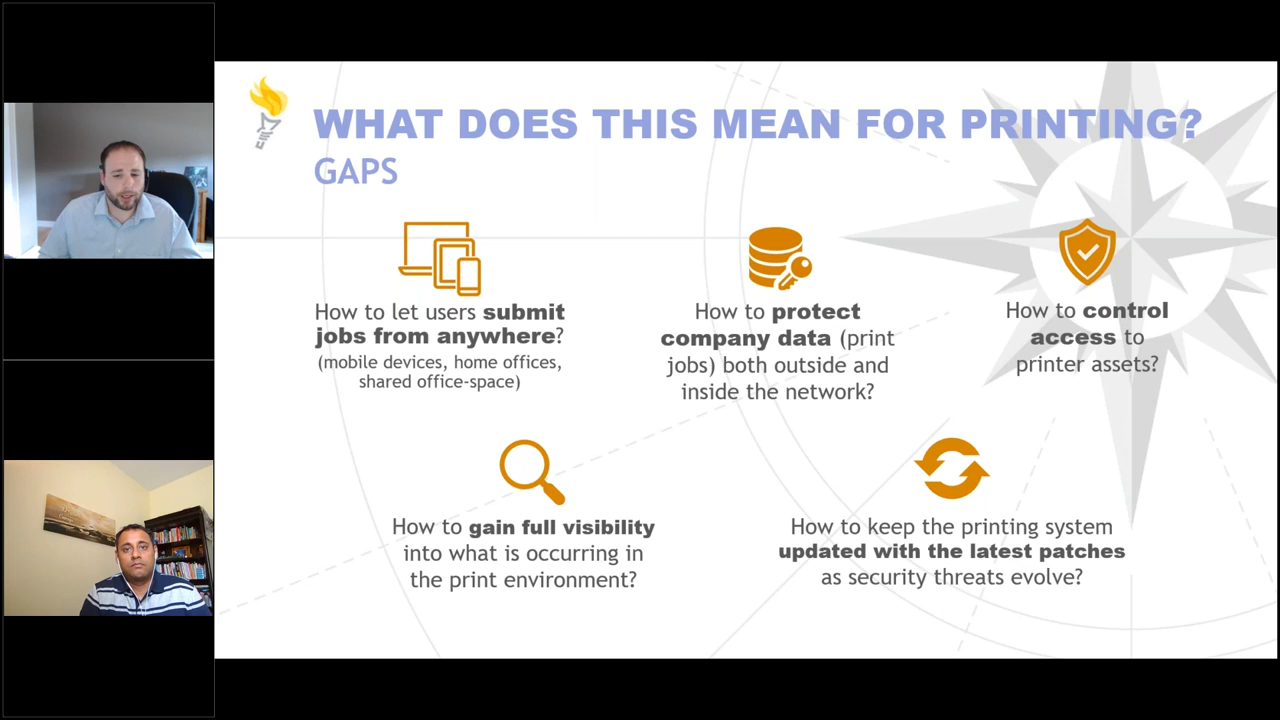 WHAT DOES THIS MEAN FOR PRINTING?
GAPS
How to let users submit
jobs from anywhere?
(mobile devices, home offices,
shared office-space)
How to protect
company data (print
jobs) both outside and
inside the network?
How to control
access to
printer assets?
How to gain full visibility
into what is occurring in
the print environment?
How to keep the printing system
updated with the latest patches
as security threats evolve?